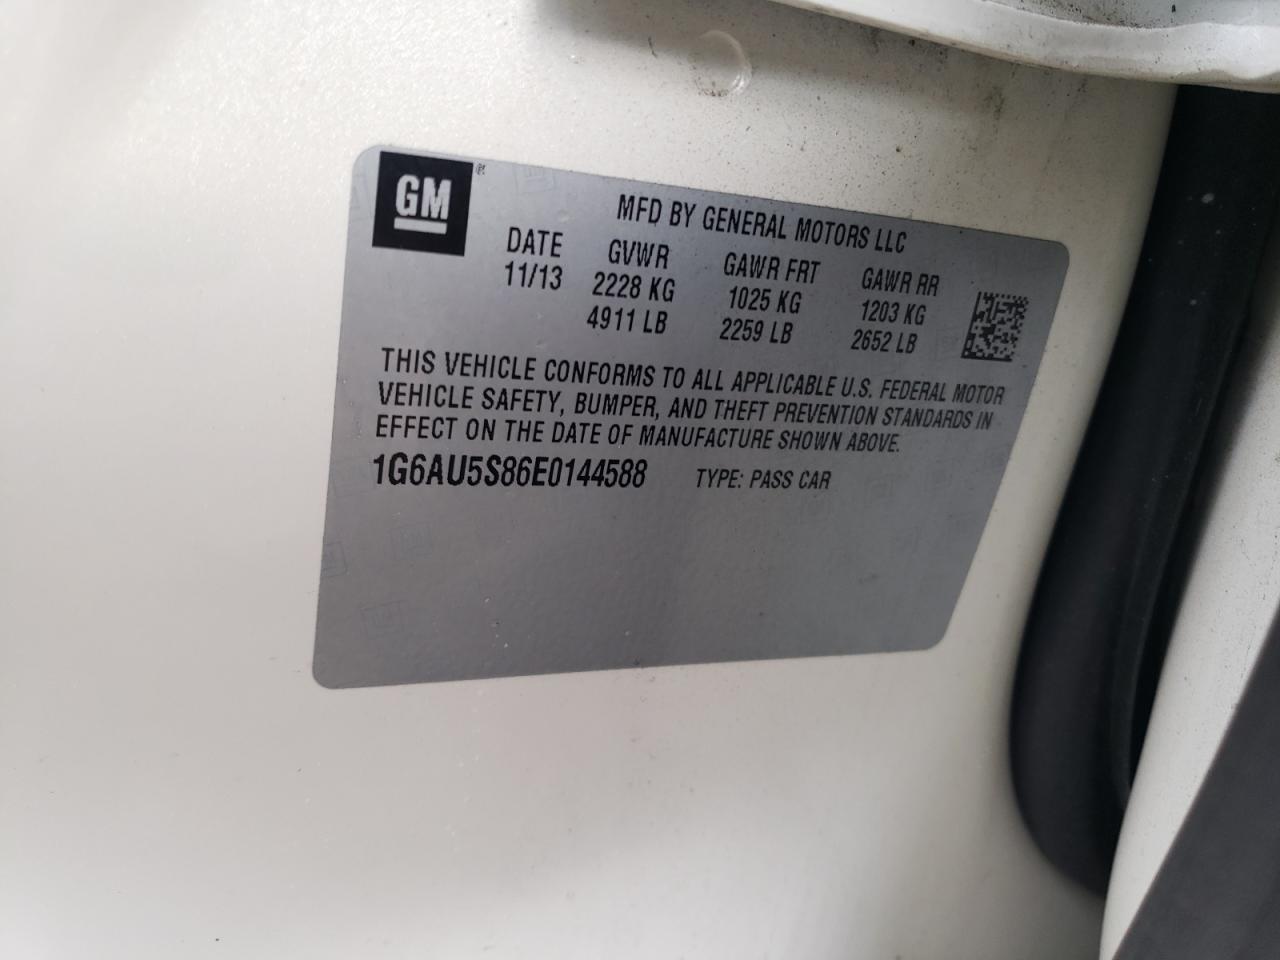 GM
MFD BY GENERAL MOTORS LLC
DATE GVWR GAWR FRT GAWR RR
11/13 2228 KG 1025 KG 1203 KG
4911 LB 2259 LB 2652 LB
THIS VEHICLE CONFORMS TO ALL APPLICABLE U.S. FEDERAL MOTOR
VEHICLE SAFETY, BUMPER, AND THEFT PREVENTION STANDARDS IN
EFFECT ON THE DATE OF MANUFACTURE SHOWN ABOVE.
1G6AU5S86E0144588 TYPE: PASS CAR